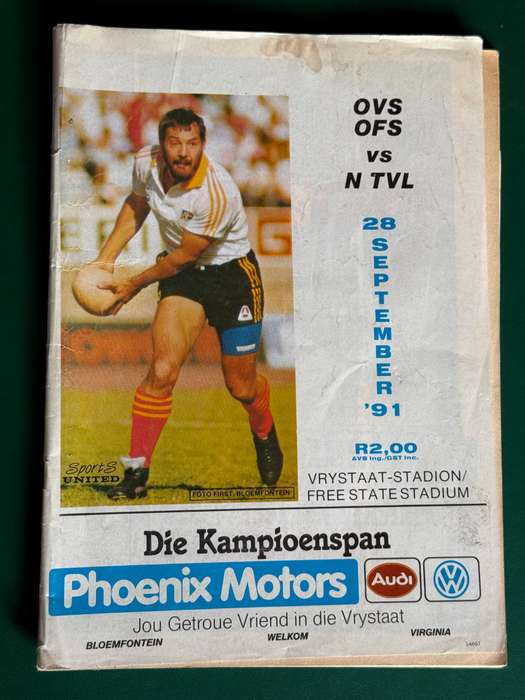 OVS
OFS
VS
N TVL
28
SEPTEMBER
'91
R2,00
AVB Ing./GST Inc.
VRYSTAAT-STADION/
FREE STATE STADIUM
Sports
UNITED
FOTO FIRST: BLOEMFONTEIN
Die Kampioenspan
Phoenix Motors
Audi
Jou Getroue Vriend in die Vrystaat
BLOEMFONTEIN
WELKOM
VIRGINIA